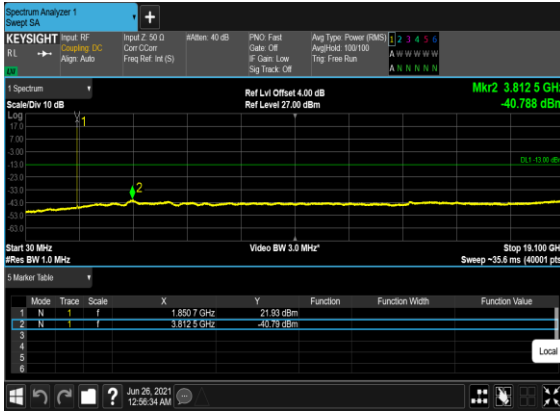 Spectrum Analyzer 1
Swept SA
+
KEYSIGHT Input: RF Input Z: 50 Ω #Atten: 40 dB PNO: Fast Avg Type: Power (RMS) 1 2 3 4 5 6
RL Coupling: DC Corr CCorr Gate: Off Avg|Hold: 100/100 A W W W W W
Align: Auto Freq Ref: Int (S) IF Gain: Low Trig: Free Run
Sig Track: Off A N N N N N
1 Spectrum Ref Lvl Offset 4.00 dB Mkr2 3.812 5 GHz
Scale/Div 10 dB Ref Level 27.00 dBm -40.788 dBm
Log
17.0 1
7.00
-3.00
-13.0 DL1 -13.00 dBm
-23.0
-33.0 2
-43.0
-53.0
-63.0
Start 30 MHz Video BW 3.0 MHz* Stop 19.100 GHz
#Res BW 1.0 MHz Sweep ~35.6 ms (40001 pts)
5 Marker Table
Mode Trace Scale X Y Function Function Width Function Value
1 N 1 f 1.850 7 GHz 21.93 dBm
2 N 1 f 3.812 5 GHz -40.79 dBm
3
4
5
6
Local
? Jun 26, 2021
12:56:34 AM